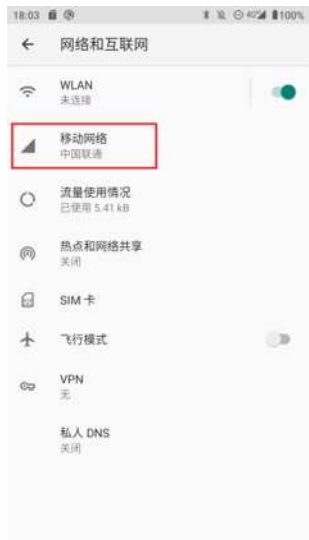 18:03 100%
网络和互联网
WLAN
未连接
移动网络
中国联通
流量使用情况
已使用 5.41 kB
热点和网络共享
关闭
SIM 卡
飞行模式
VPN
无
私人 DNS
关闭